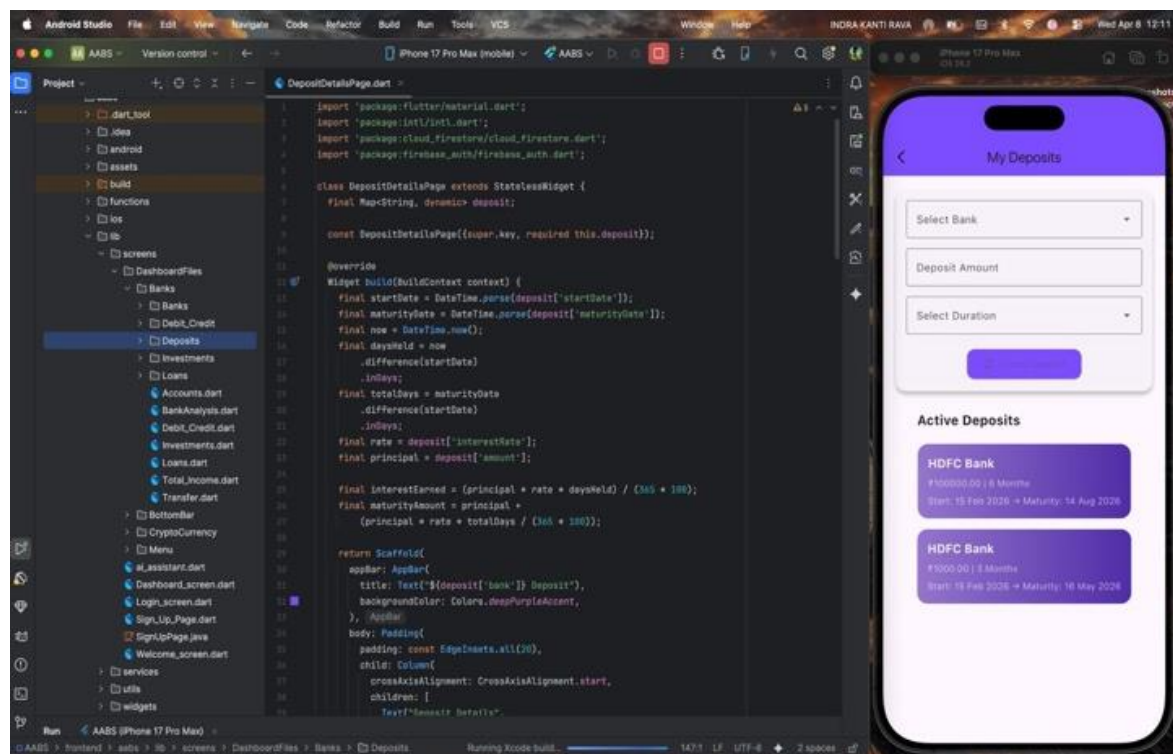 Android Studio File Edit View Navigate Code Refactor Build Run Tools VCS Window Help INDRA KANTI RAVA Wed Apr 8 12:1
AABS Version control iPhone 17 Pro Max (mobile) AABS
Project
DepositDetailsPage.dart
.dart_tool
.idea
android
assets
build
functions
ios
lib
screens
DashboardFiles
Banks
Banks
Debit_Credit
Deposits
Investments
Loans
Accounts.dart
BankAnalysis.dart
Debit_Credit.dart
Investments.dart
Loans.dart
Total_Income.dart
Transfer.dart
BottomBar
CryptoCurrency
Menu
ai_assistant.dart
Dashboard_screen.dart
Login_screen.dart
Sign_Up_Page.dart
SignUpPage.java
Welcome_screen.dart
services
utils
widgets
import 'package:flutter/material.dart';
import 'package:intl/intl.dart';
import 'package:cloud_firestore/cloud_firestore.dart';
import 'package:firebase_auth/firebase_auth.dart';
class DepositDetailsPage extends StatelessWidget {
final Map<String, dynamic> deposit;
const DepositDetailsPage({super.key, required this.deposit});
@override
Widget build(BuildContext context) {
final startDate = DateTime.parse(deposit['startDate']);
final maturityDate = DateTime.parse(deposit['maturityDate']);
final now = DateTime.now();
final daysHeld = now
.difference(startDate)
.inDays;
final totalDays = maturityDate
.difference(startDate)
.inDays;
final rate = deposit['interestRate'];
final principal = deposit['amount'];
final interestEarned = (principal * rate * daysHeld) / (365 * 100);
final maturityAmount = principal +
(principal * rate * totalDays / (365 * 100));
return Scaffold(
appBar: AppBar(
title: Text("${deposit['bank']} Deposit"),
backgroundColor: Colors.deepPurpleAccent,
), AppBar
body: Padding(
padding: const EdgeInsets.all(20),
child: Column(
crossAxisAlignment: CrossAxisAlignment.start,
children: [
Text("Deposit Details",
Run AABS (iPhone 17 Pro Max)
AABS > frontend > aabs > lib > screens > DashboardFiles > Banks > Deposits Running Xcode build... 147:1 LF UTF-8 2 spaces
iPhone 17 Pro Max
My Deposits
Select Bank
Deposit Amount
Select Duration
Active Deposits
HDFC Bank
₹100000.00 | 6 Months
Start: 15 Feb 2026 → Maturity: 14 Aug 2026
HDFC Bank
₹1000.00 | 3 Months
Start: 15 Feb 2026 → Maturity: 16 May 2026